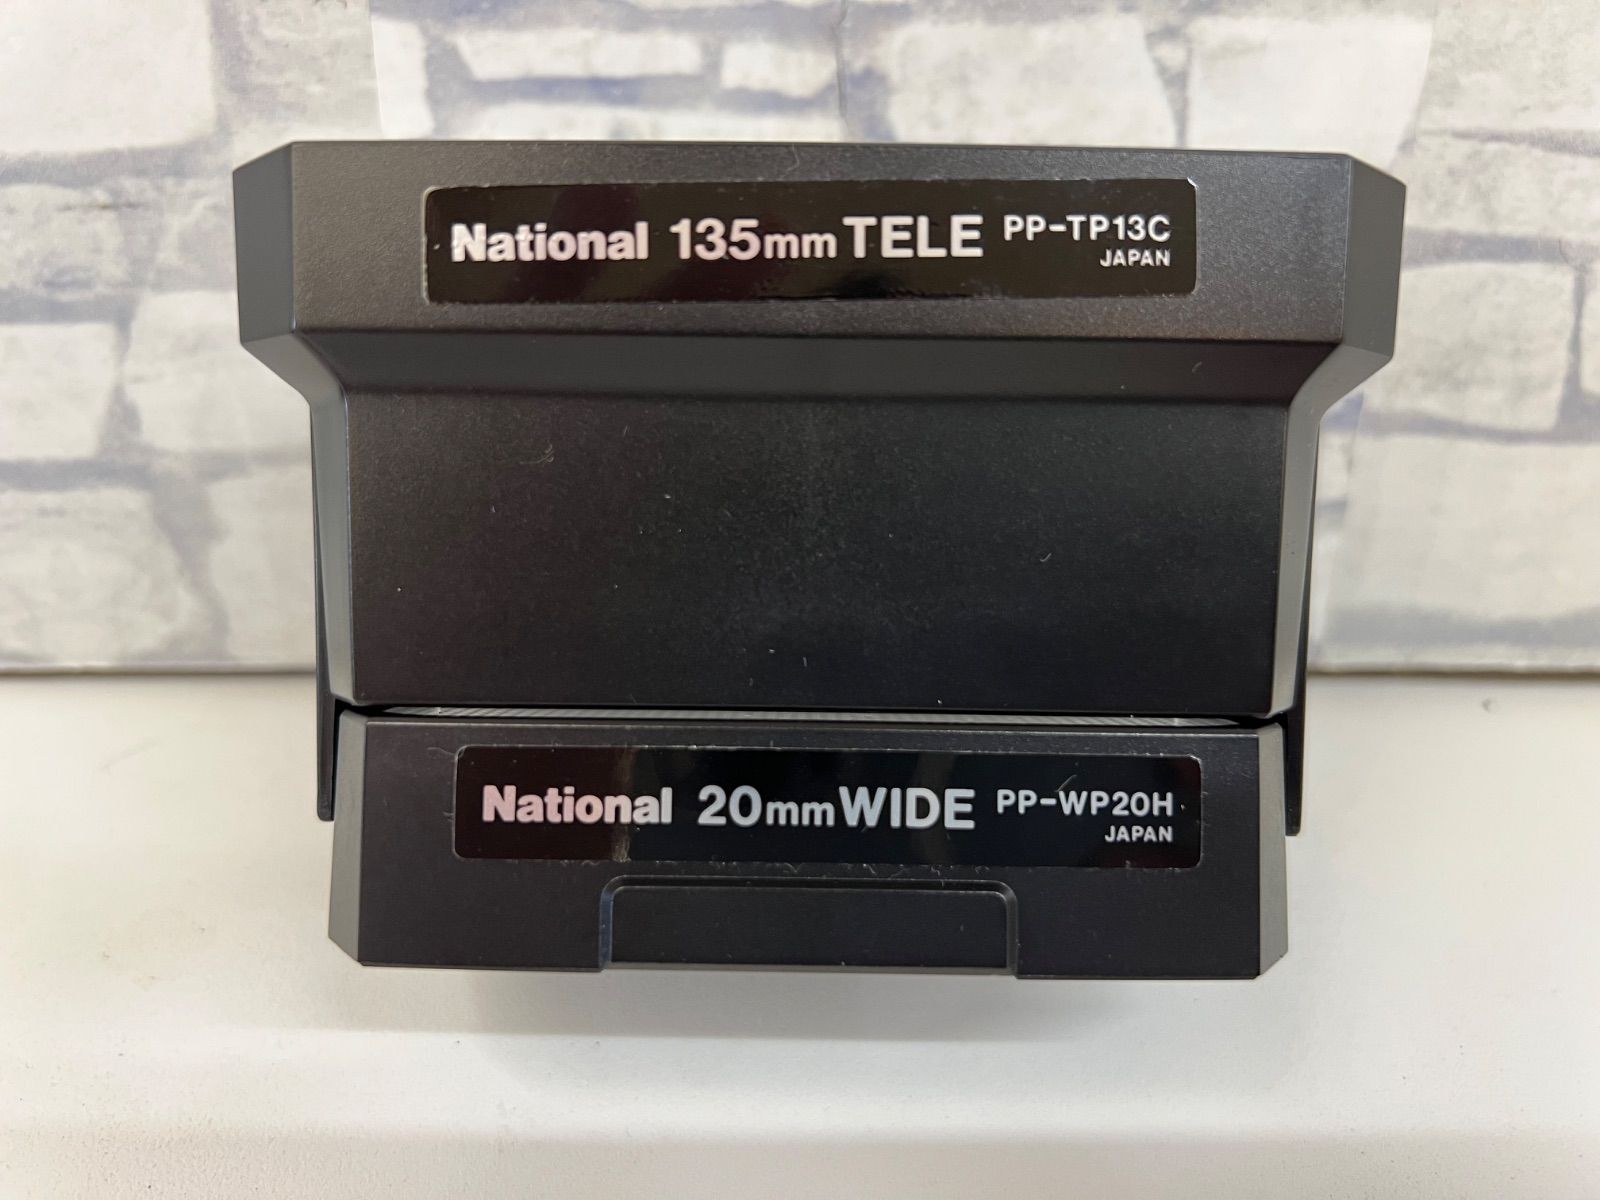 National 135mm TELE PP-TP13C
JAPAN
National 20mm WIDE PP-WP20H
JAPAN